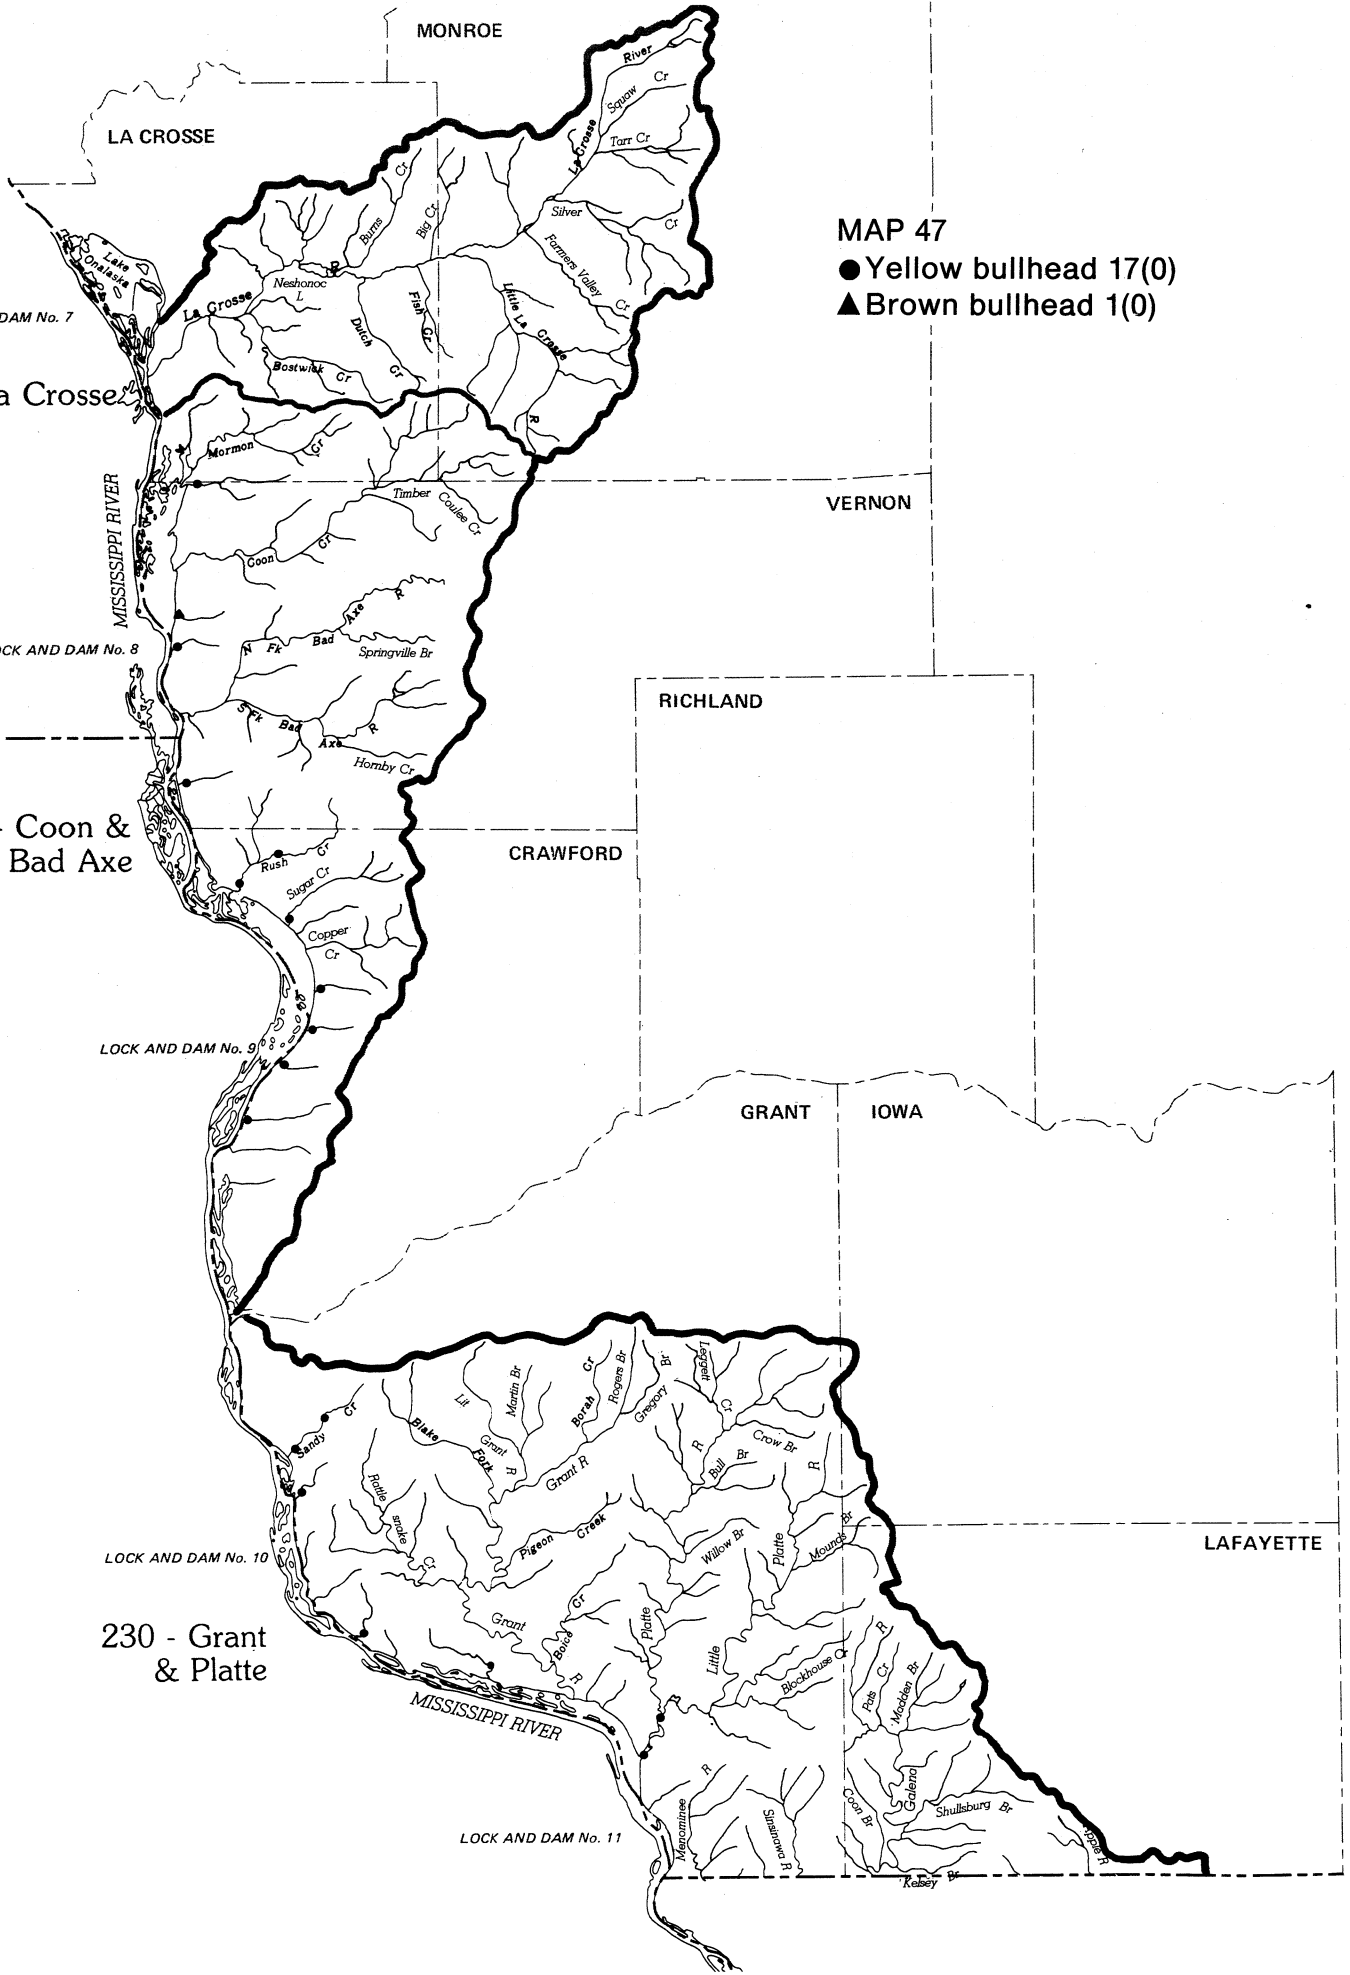 MONROE
LA CROSSE
River
Squaw Cr
La Crosse
Tarr Cr
Silver Cr
Burns Cr
Big Cr
Farmers Valley Cr
MAP 47
● Yellow bullhead 17(0)
▲ Brown bullhead 1(0)
Lake
Onalaska
Neshonoc
L
R
La Crosse
Fish Cr
Dutch Cr
Little La Crosse
R
DAM No. 7
Bostwick Cr
a Crosse
Mormon Cr
MISSISSIPPI RIVER
Timber Coulee Cr
VERNON
Coon Cr
N Fk Bad Axe R
Springville Br
OCK AND DAM No. 8
RICHLAND
S Fk Bad Axe R
Hornby Cr
- Coon &
Bad Axe
CRAWFORD
Rush Cr
Sugar Cr
Copper
Cr
LOCK AND DAM No. 9
GRANT
IOWA
Sandy Cr
Blake Fork
Lit Grant R
Martin Br
Borah Cr
Rogers Br
Gregory Br
Leggett
Cr
Crow Br
R
Bull Br
R
Grant R
Rattle
snake
Cr
Pigeon Creek
Willow Br
Platte
Mounds Br
LAFAYETTE
LOCK AND DAM No. 10
230 - Grant
& Platte
Grant
R
Boice Cr
Platte
Little
Blockhouse Cr
R
Pats Cr
Madden Br
MISSISSIPPI RIVER
Menominee R
Sinsinawa R
Coon Br
Galena
Shullsburg Br
Apple R
LOCK AND DAM No. 11
Kelsey Br